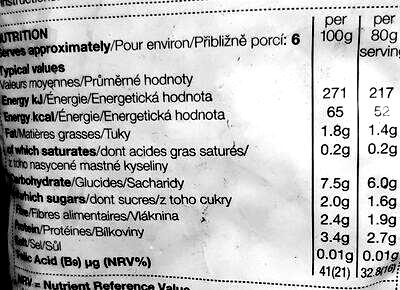 NUTRITION
per per
100g 80g
serving
Serves approximately/Pour environ/Přibližně porcí: 6
Typical values
Valeurs moyennes/Průměrné hodnoty
Energy kJ/Énergie/Energetická hodnota 271 217
Energy kcal/Énergie/Energetická hodnota 65 52
Fat/Matières grasses/Tuky 1.8g 1.4g
of which saturates/dont acides gras saturés/ 0.2g 0.2g
z toho nasycené mastné kyseliny
Carbohydrate/Glucides/Sacharidy 7.5g 6.0g
which sugars/dont sucres/z toho cukry 2.0g 1.6g
Fibre/Fibres alimentaires/Vláknina 2.4g 1.9g
Protein/Protéines/Bílkoviny 3.4g 2.7g
Salt/Sel/Sůl 0.01g 0.01g
Folic Acid (B9) µg (NRV%) 41(21) 32.8(16)
NRV = Nutrient Reference Value